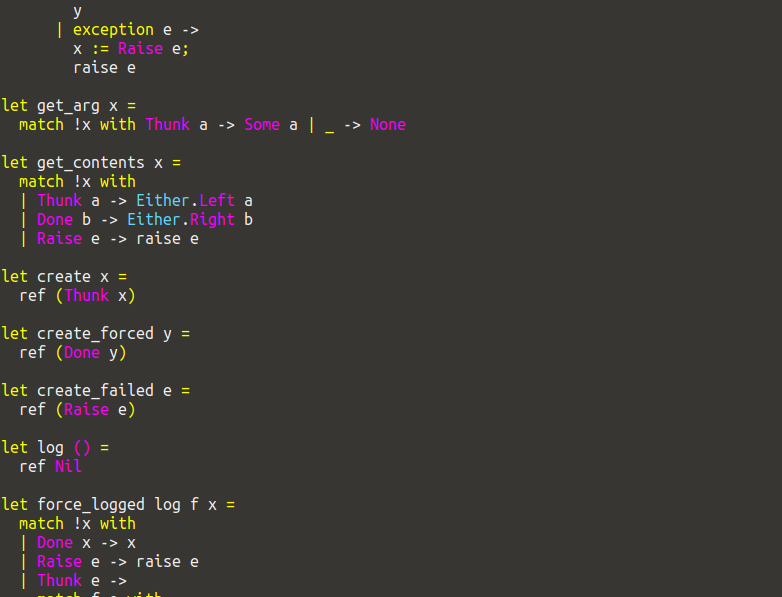 y
      | exception e ->
        x := Raise e;
        raise e

let get_arg x =
  match !x with Thunk a -> Some a | _ -> None

let get_contents x =
  match !x with
  | Thunk a -> Either.Left a
  | Done b -> Either.Right b
  | Raise e -> raise e

let create x =
  ref (Thunk x)

let create_forced y =
  ref (Done y)

let create_failed e =
  ref (Raise e)

let log () =
  ref Nil

let force_logged log f x =
  match !x with
  | Done x -> x
  | Raise e -> raise e
  | Thunk e ->
    match f e with